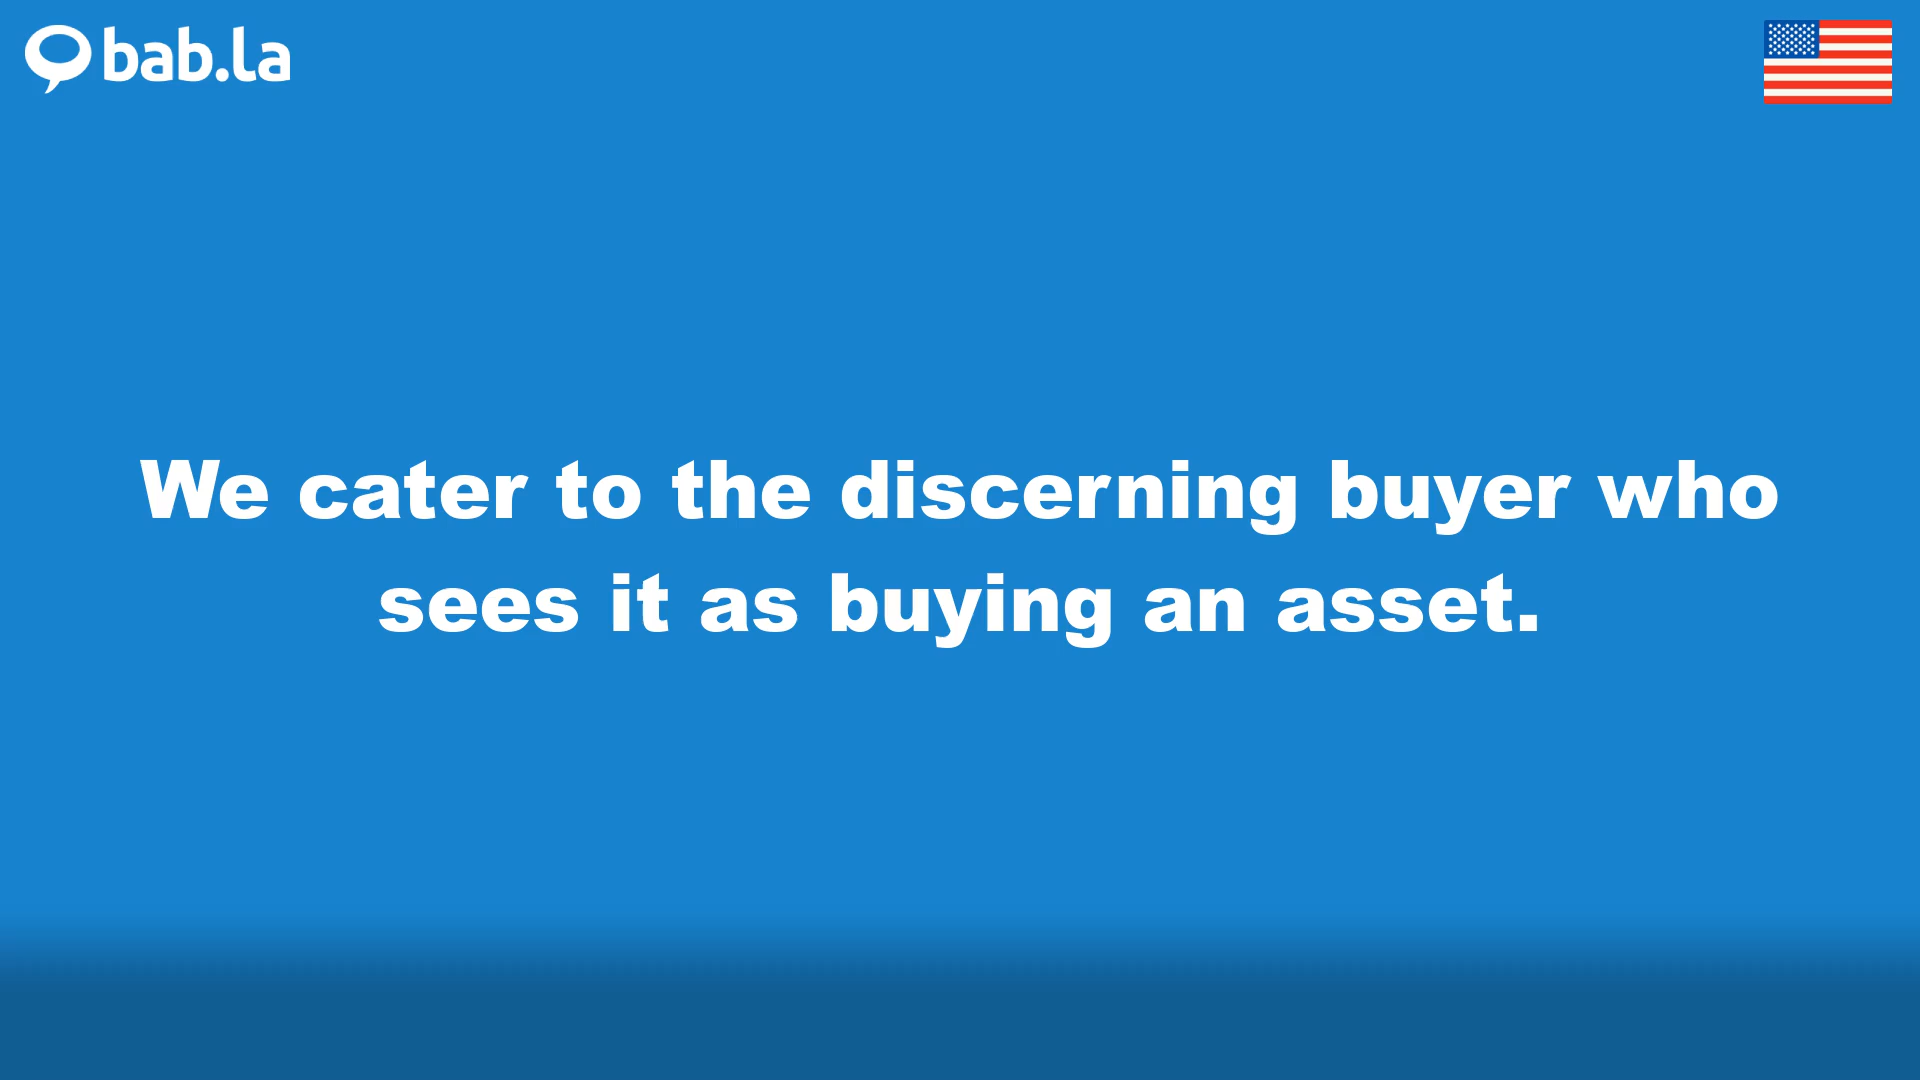 bab.la
We cater to the discerning buyer who
sees it as buying an asset.